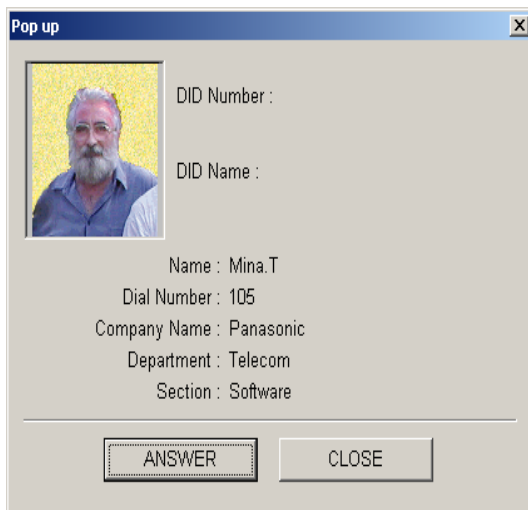 Pop up
DID Number :
DID Name :
Name : Mina.T
Dial Number : 105
Company Name : Panasonic
Department : Telecom
Section : Software
ANSWER
CLOSE